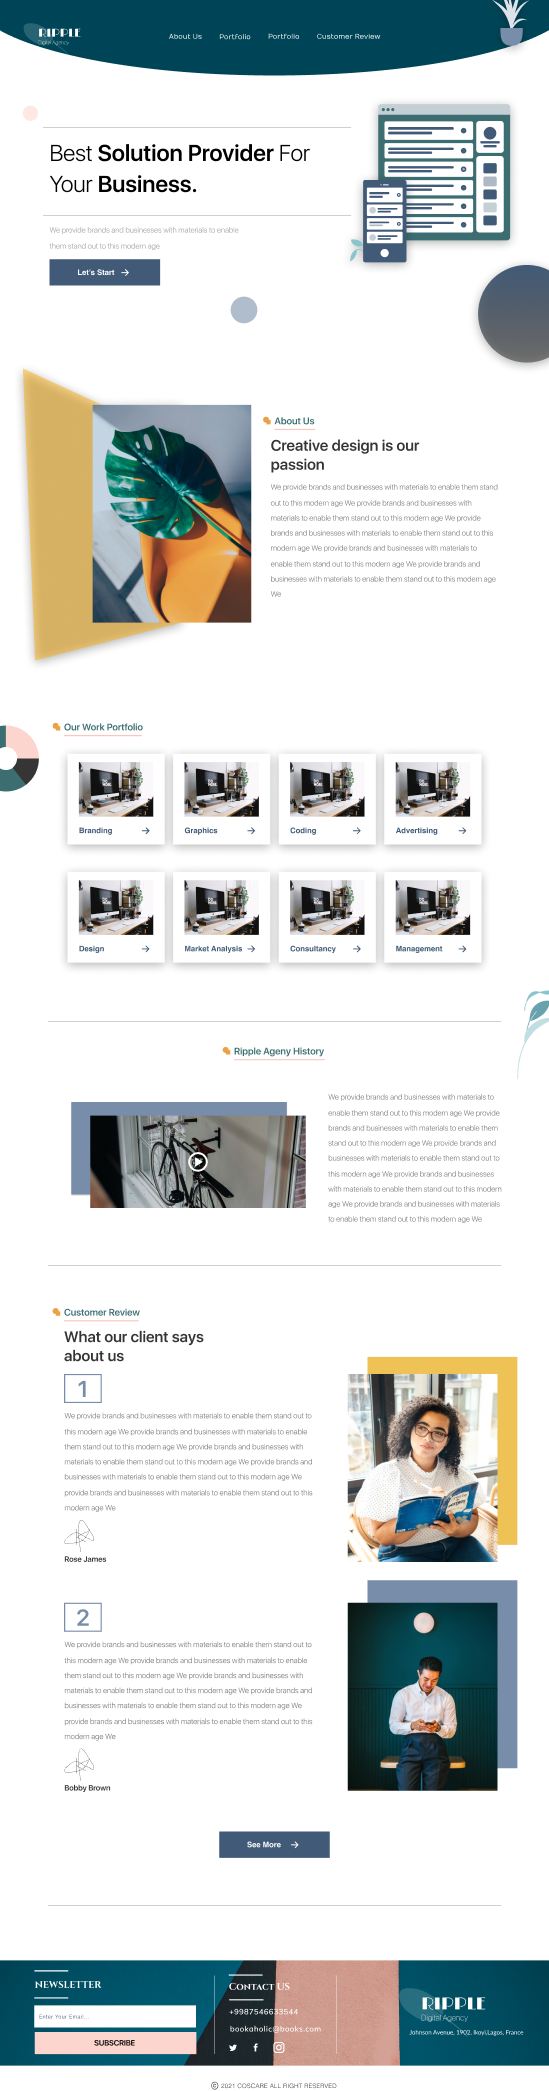 RIPPLE
Digital Agency
About Us
Portfolio
Portfolio
Customer Review
Best Solution Provider For
Your Business.
We provide brands and businesses with materials to enable
them stand out to this modern age
Let's Start
About Us
Creative design is our
passion
We provide brands and businesses with materials to enable them stand
out to this modern age We provide brands and businesses with
materials to enable them stand out to this modern age We provide
brands and businesses with materials to enable them stand out to this
modern age We provide brands and businesses with materials to
enable them stand out to this modern age We provide brands and
businesses with materials to enable them stand out to this modern age
We
Our Work Portfolio
Branding
Graphics
Coding
Advertising
Design
Market Analysis
Consultancy
Management
Ripple Ageny History
We provide brands and businesses with materials to
enable them stand out to this modern age We provide
brands and businesses with materials to enable them
stand out to this modern age We provide brands and
businesses with materials to enable them stand out to
this modern age We provide brands and businesses
with materials to enable them stand out to this modern
age We provide brands and businesses with materials
to enable them stand out to this modern age We
Customer Review
What our client says
about us
1
We provide brands and businesses with materials to enable them stand out to
this modern age We provide brands and businesses with materials to enable
them stand out to this modern age We provide brands and businesses with
materials to enable them stand out to this modern age We provide brands and
businesses with materials to enable them stand out to this modern age We
provide brands and businesses with materials to enable them stand out to this
modern age We
Rose James
2
We provide brands and businesses with materials to enable them stand out to
this modern age We provide brands and businesses with materials to enable
them stand out to this modern age We provide brands and businesses with
materials to enable them stand out to this modern age We provide brands and
businesses with materials to enable them stand out to this modern age We
provide brands and businesses with materials to enable them stand out to this
modern age We
Bobby Brown
See More
NEWSLETTER
Enter Your Email...
SUBSCRIBE
CONTACT US
+9987546633544
bookaholic@books.com
RIPPLE
Digital Agency
Johnson Avenue, 1902, Ikoyi,Lagos, France
© 2021 COSCARE ALL RIGHT RESERVED